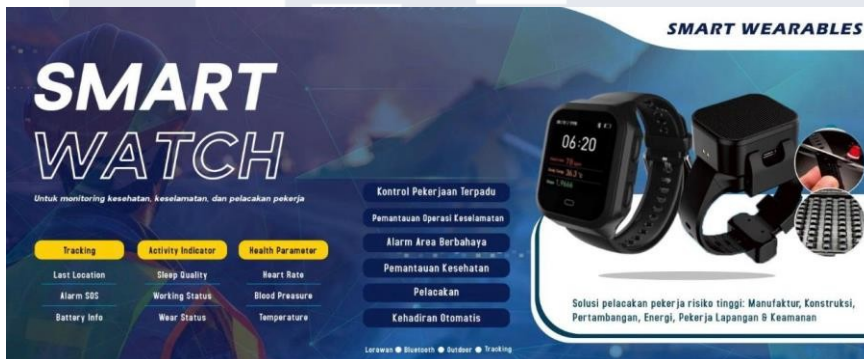 SMART WEARABLES
SMART
WATCH
Untuk monitoring kesehatan, keselamatan, dan pelacakan pekerja
Tracking
Last Location
Alarm SOS
Battery Info
Activity Indicator
Sleep Quality
Working Status
Wear Status
Health Parameter
Heart Rate
Blood Preasure
Temperature
Kontrol Pekerjaan Terpadu
Pemantauan Operasi Keselamatan
Alarm Area Berbahaya
Pemantauan Kesehatan
Pelacakan
Kehadiran Otomatis
Lorawan ● Bluetooth ● Outdoor ● Tracking
06:20
36.3
Solusi pelacakan pekerja risiko tinggi: Manufaktur, Konstruksi,
Pertambangan, Energi, Pekerja Lapangan & Keamanan